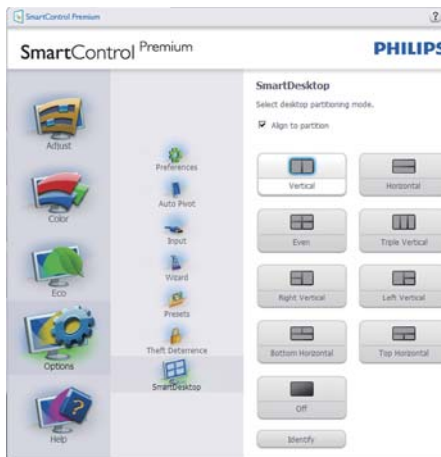 SmartControl Premium
?
SmartControl Premium
PHILIPS
Adjust
Color
Eco
Options
Help
Preferences
Auto Pivot
Input
Wizard
Presets
Theft Deterrence
SmartDesktop
SmartDesktop
Select desktop partitioning mode.
Align to partition
Vertical
Horizontal
Even
Triple Vertical
Right Vertical
Left Vertical
Bottom Horizontal
Top Horizontal
Off
Identify